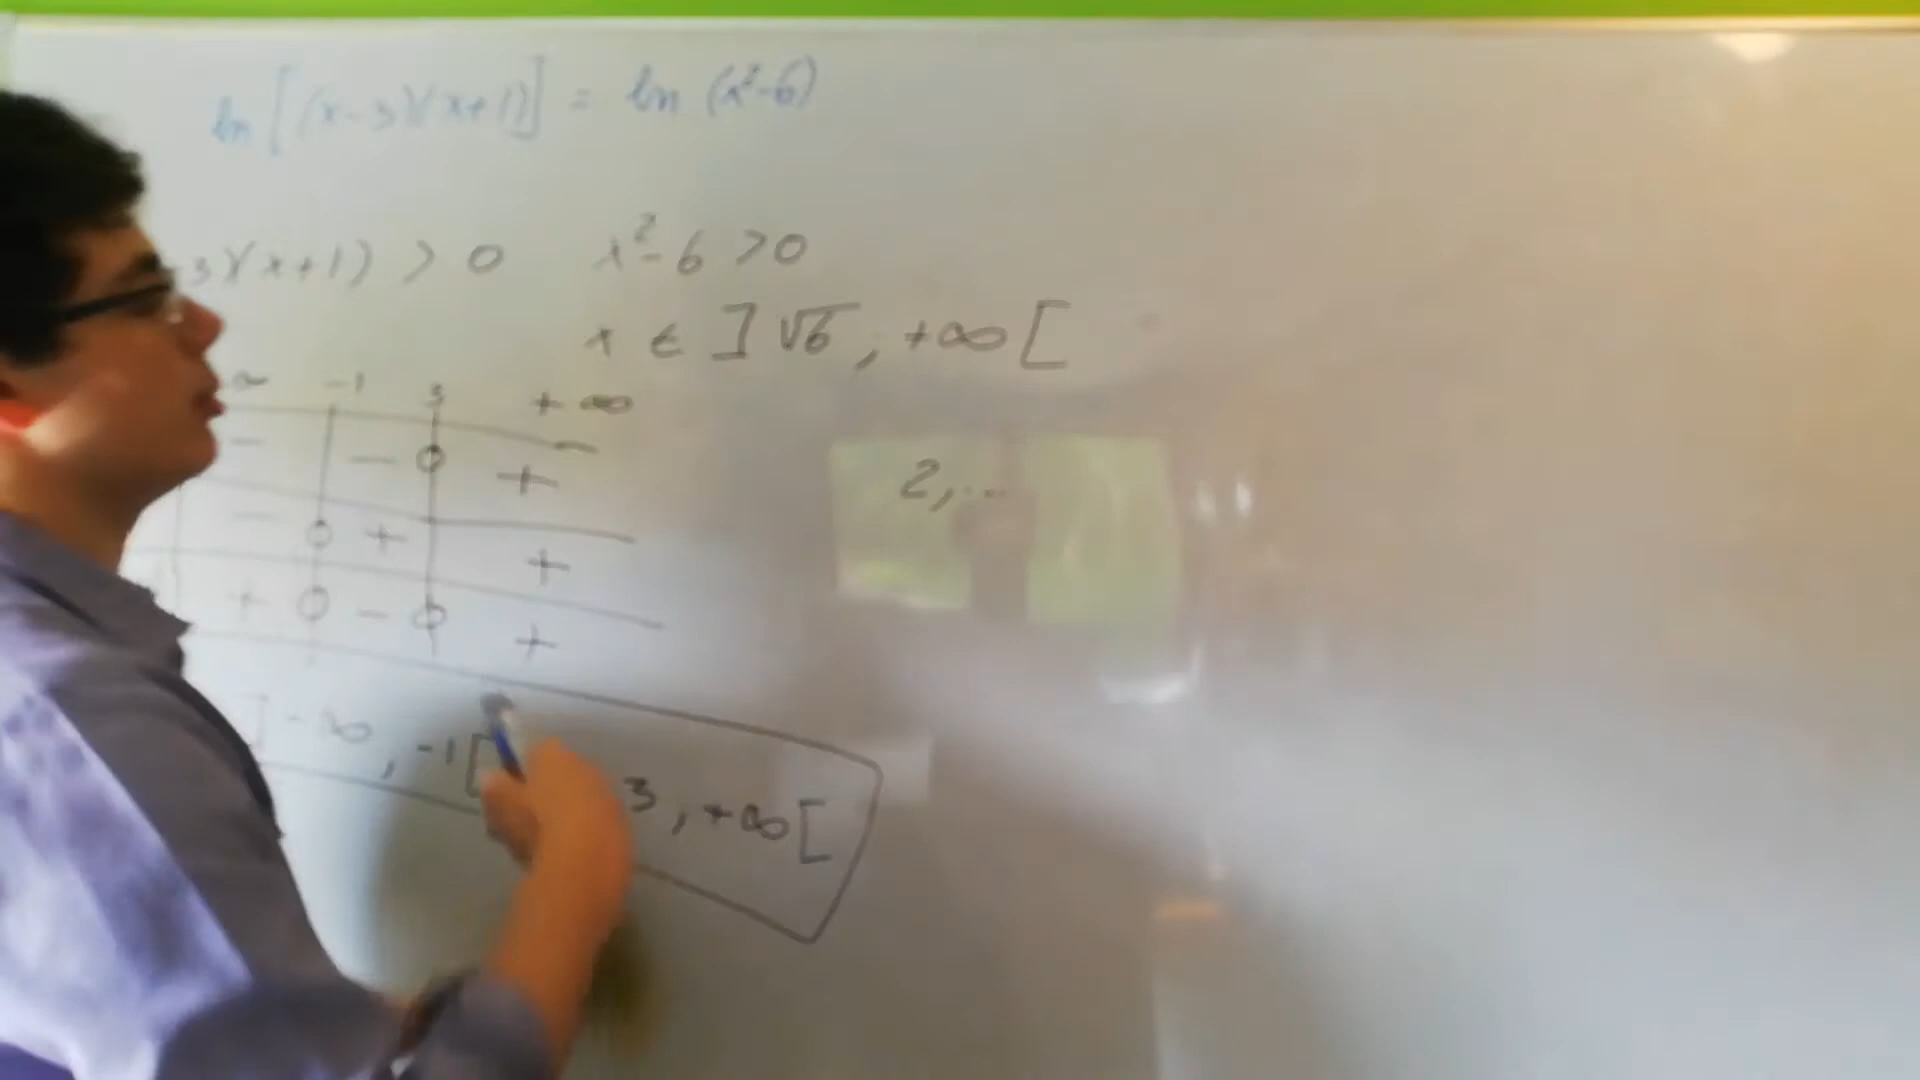 ln [(x-3)(x+1)] = ln (x²-6)
-3)(x+1) > 0 x²-6 >0
x ∈ ]√6, +∞[
∞ -1 3 +∞
- - 0 +
2,...
- 0 + +
+ 0 - 0 +
]-∞, -1[ 3, +∞[